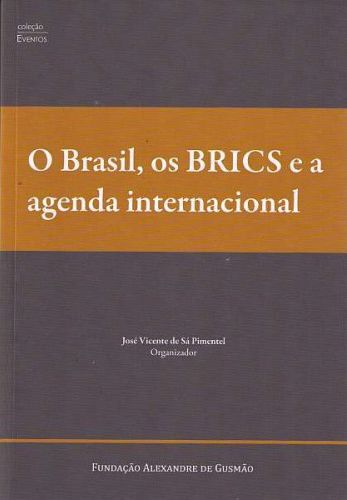 coleção
EVENTOS
O Brasil, os BRICS e a
agenda internacional
José Vicente de Sá Pimentel
Organizador
FUNDAÇÃO ALEXANDRE DE GUSMÃO